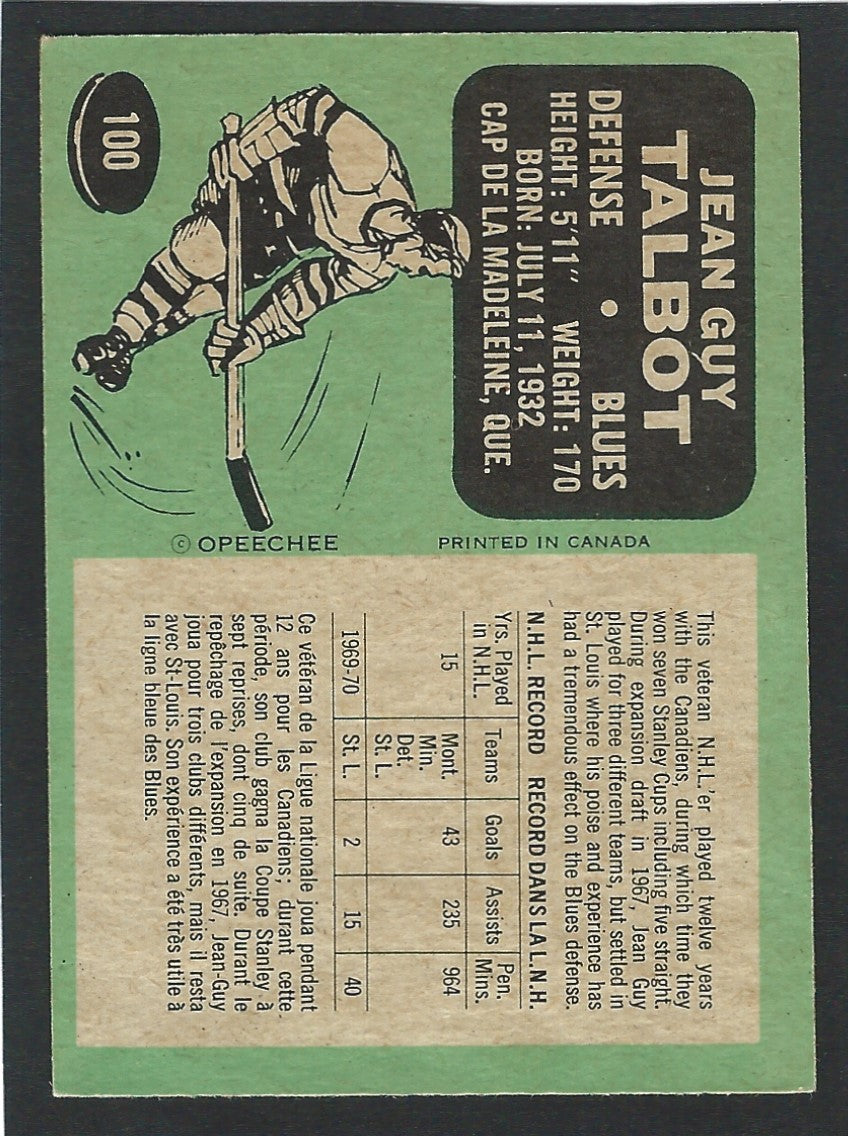 JEAN GUY
TALBOT
DEFENSE • BLUES
HEIGHT: 5'11" WEIGHT: 170
BORN: JULY 11, 1932
CAP DE LA MADELEINE, QUE.
100
© OPEECHEE PRINTED IN CANADA
This veteran N.H.L.'er played twelve years
with the Canadiens, during which time they
won seven Stanley Cups including five straight.
During expansion draft in 1967, Jean Guy
played for three different teams, but settled in
St. Louis where his poise and experience has
had a tremendous effect on the Blues defense.
N.H.L. RECORD RECORD DANS LA L.N.H.
Yrs. Played in N.H.L. Teams Goals Assists Pen. Mins.
15 Mont. 43 235 964
Min.
Det.
St. L.
1969-70 St. L. 2 15 40
Ce vétéran de la Ligue nationale joua pendant
12 ans pour les Canadiens; durant cette
période, son club gagna la Coupe Stanley à
sept reprises, dont cinq de suite. Durant le
repêchage de l'expansion en 1967, Jean-Guy
joua pour trois clubs différents, mais il resta
avec St-Louis. Son expérience a été très utile à
la ligne bleue des Blues.